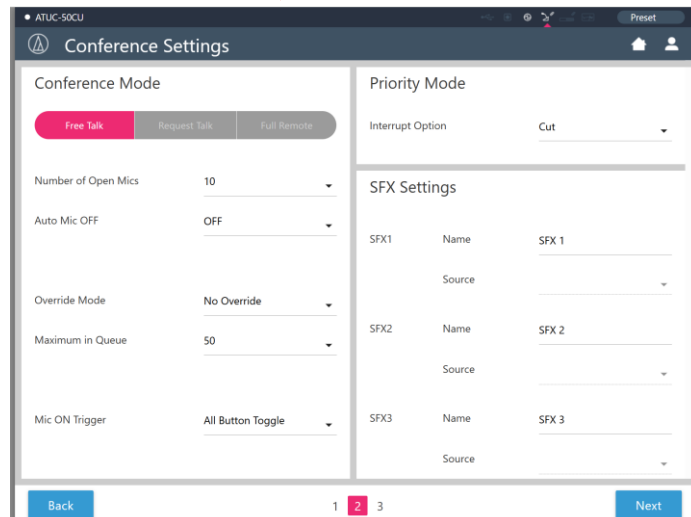 ATUC-50CU
Preset
Conference Settings
Conference Mode
Free Talk
Request Talk
Full Remote
Number of Open Mics
10
Auto Mic OFF
OFF
Override Mode
No Override
Maximum in Queue
50
Mic ON Trigger
All Button Toggle
Priority Mode
Interrupt Option
Cut
SFX Settings
SFX1
Name
SFX 1
Source
SFX2
Name
SFX 2
Source
SFX3
Name
SFX 3
Source
Back
1 2 3
Next